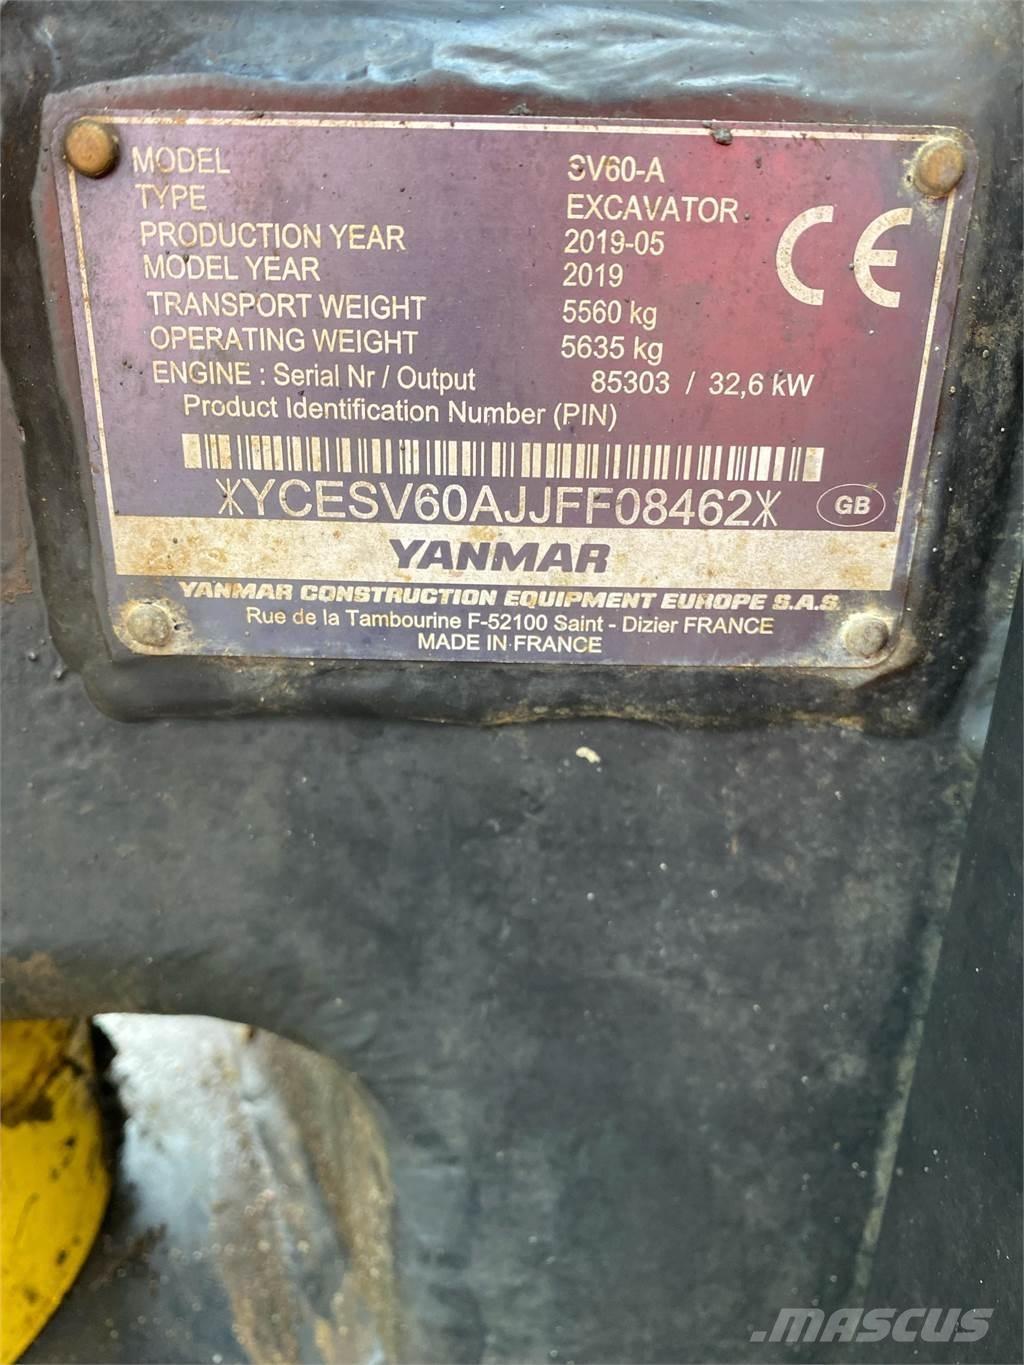 MODEL SV60-A
TYPE EXCAVATOR
PRODUCTION YEAR 2019-05
MODEL YEAR 2019
TRANSPORT WEIGHT 5560 kg
OPERATING WEIGHT 5635 kg
ENGINE : Serial Nr / Output 85303 / 32,6 kW
CE
Product Identification Number (PIN)
*YCESV60AJJFF08462* GB
YANMAR
YANMAR CONSTRUCTION EQUIPMENT EUROPE S.A.S.
Rue de la Tambourine F-52100 Saint - Dizier FRANCE
MADE IN FRANCE
MASCUS